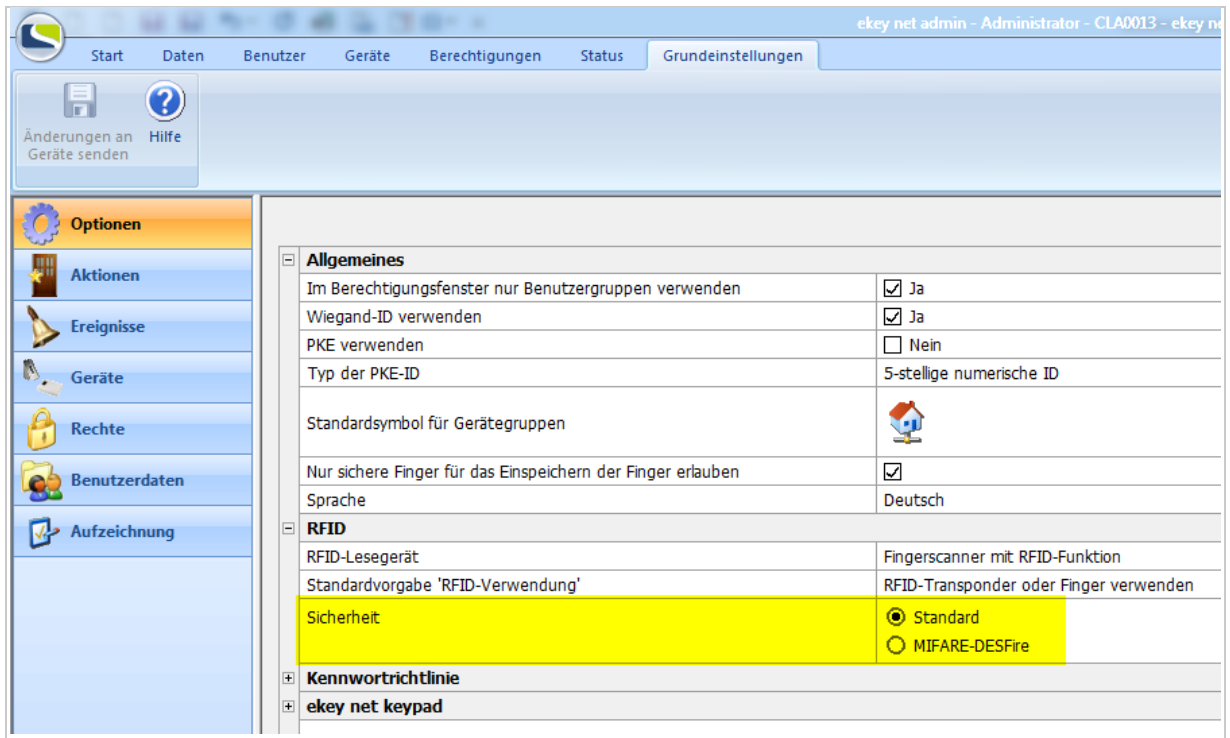 ekey net admin - Administrator - CLA0013 - ekey n
Start Daten Benutzer Geräte Berechtigungen Status Grundeinstellungen
Änderungen an Geräte senden
Hilfe
Optionen
Aktionen
Ereignisse
Geräte
Rechte
Benutzerdaten
Aufzeichnung
Allgemeines
Im Berechtigungsfenster nur Benutzergruppen verwenden Ja
Wiegand-ID verwenden Ja
PKE verwenden Nein
Typ der PKE-ID 5-stellige numerische ID
Standardsymbol für Gerätegruppen
Nur sichere Finger für das Einspeichern der Finger erlauben
Sprache Deutsch
RFID
RFID-Lesegerät Fingerscanner mit RFID-Funktion
Standardvorgabe 'RFID-Verwendung' RFID-Transponder oder Finger verwenden
Sicherheit Standard
MIFARE-DESFire
Kennwortrichtlinie
ekey net keypad